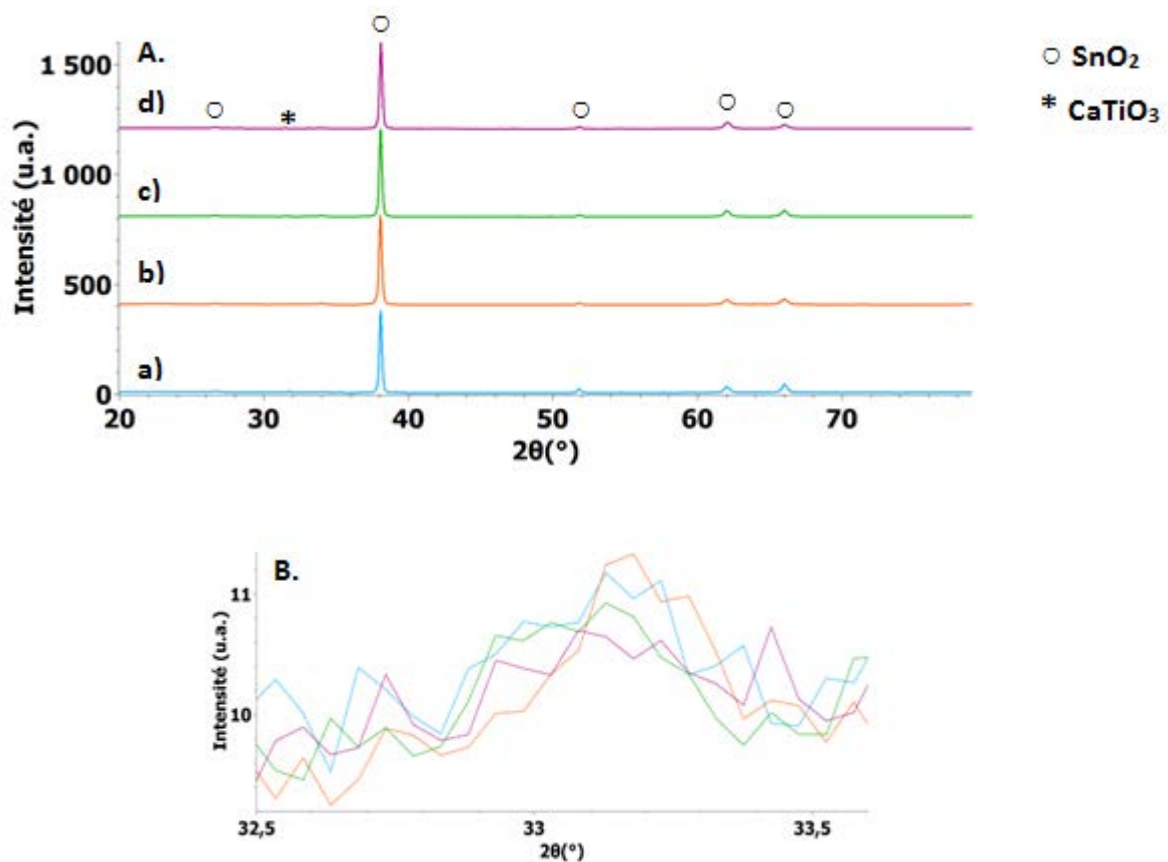 A.
○ SnO₂
* CaTiO₃
1 500
d)
*
1 000
c)
500
b)
a)
0
Intensité (u.a.)
20 30 40 50 60 70
2θ(°)
B.
11
10
Intensité (u.a.)
32,5 33 33,5
2θ(°)